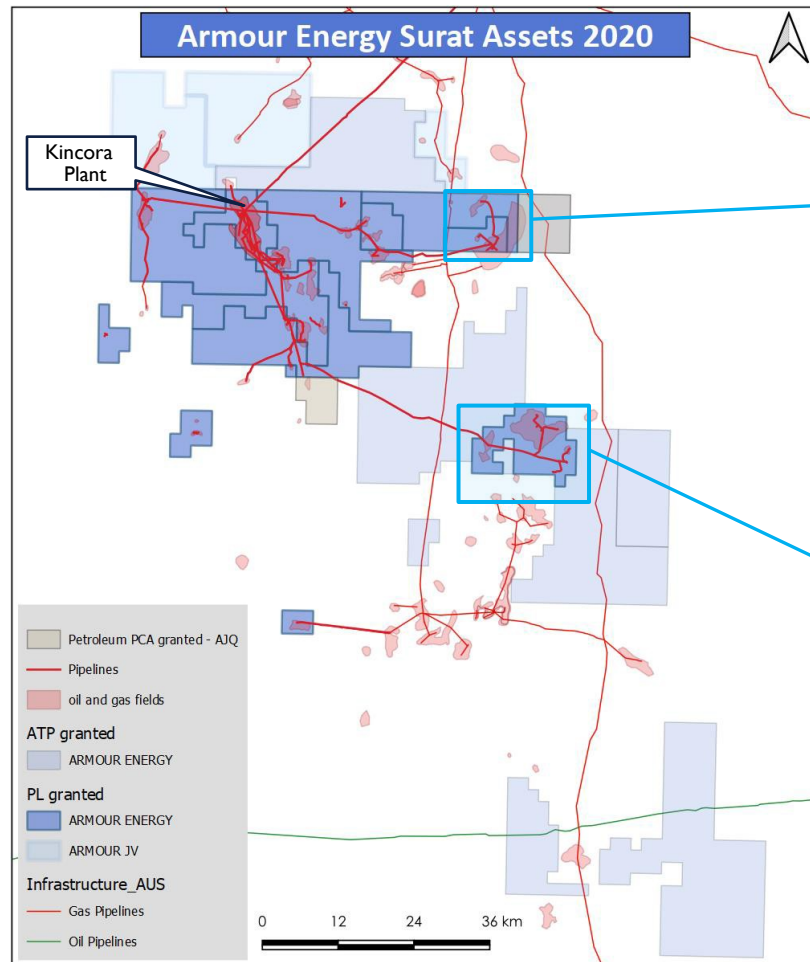 Armour Energy Surat Assets 2020
Kincora
Plant
Petroleum PCA granted - AJQ
Pipelines
oil and gas fields
ATP granted
ARMOUR ENERGY
PL granted
ARMOUR ENERGY
ARMOUR JV
Infrastructure_AUS
Gas Pipelines
Oil Pipelines
0 12 24 36 km